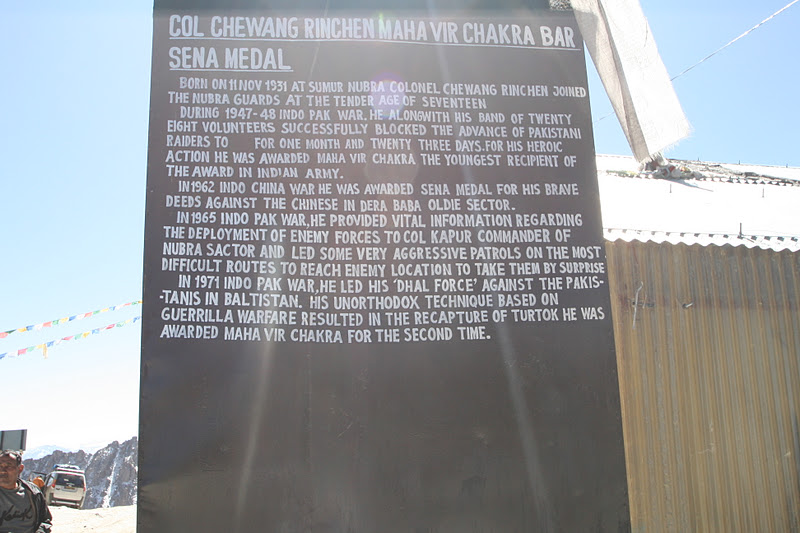 COL CHEWANG RINCHEN MAHA VIR CHAKRA BAR
SENA MEDAL
BORN ON 11 NOV 1931 AT SUMUR NUBRA COLONEL CHEWANG RINCHEN JOINED
THE NUBRA GUARDS AT THE TENDER AGE OF SEVENTEEN
DURING 1947-48 INDO PAK WAR. HE ALONGWITH HIS BAND OF TWENTY
EIGHT VOLUNTEERS SUCCESSFULLY BLOCKED THE ADVANCE OF PAKISTANI
RAIDERS TO FOR ONE MONTH AND TWENTY THREE DAYS. FOR HIS HEROIC
ACTION HE WAS AWARDED MAHA VIR CHAKRA THE YOUNGEST RECIPIENT OF
THE AWARD IN INDIAN ARMY.
IN 1962 INDO CHINA WAR HE WAS AWARDED SENA MEDAL FOR HIS BRAVE
DEEDS AGAINST THE CHINESE IN DERA BABA OLDIE SECTOR.
IN 1965 INDO PAK WAR, HE PROVIDED VITAL INFORMATION REGARDING
THE DEPLOYMENT OF ENEMY FORCES TO COL KAPUR COMMANDER OF
NUBRA SACTOR AND LED SOME VERY AGGRESSIVE PATROLS ON THE MOST
DIFFICULT ROUTES TO REACH ENEMY LOCATION TO TAKE THEM BY SURPRISE
IN 1971 INDO PAK WAR, HE LED HIS 'DHAL FORCE' AGAINST THE PAKIS-
-TANIS IN BALTISTAN. HIS UNORTHODOX TECHNIQUE BASED ON
GUERRILLA WARFARE RESULTED IN THE RECAPTURE OF TURTOK HE WAS
AWARDED MAHA VIR CHAKRA FOR THE SECOND TIME.